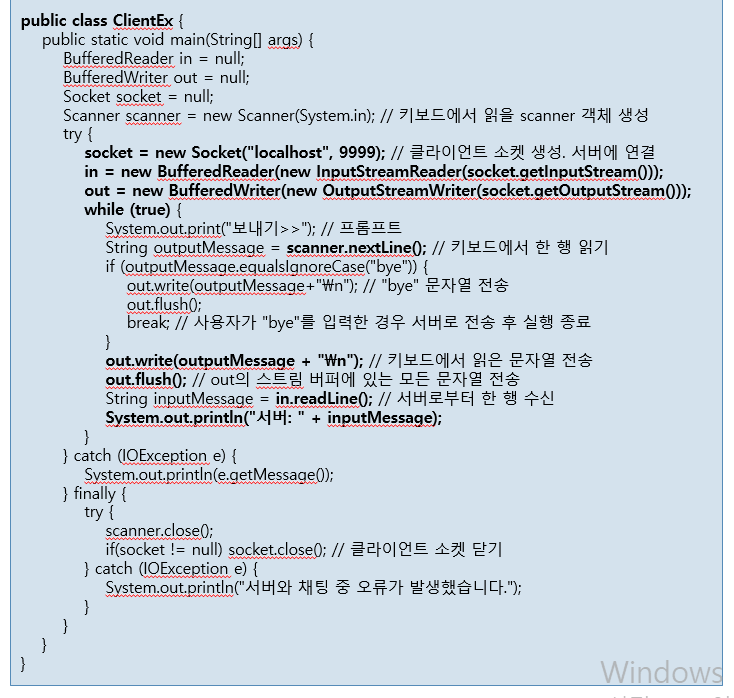 public class ClientEx {
public static void main(String[] args) {
BufferedReader in = null;
BufferedWriter out = null;
Socket socket = null;
Scanner scanner = new Scanner(System.in); // 키보드에서 읽을 scanner 객체 생성
try {
socket = new Socket("localhost", 9999); // 클라이언트 소켓 생성. 서버에 연결
in = new BufferedReader(new InputStreamReader(socket.getInputStream()));
out = new BufferedWriter(new OutputStreamWriter(socket.getOutputStream()));
while (true) {
System.out.print("보내기>>"); // 프롬프트
String outputMessage = scanner.nextLine(); // 키보드에서 한 행 읽기
if (outputMessage.equalsIgnoreCase("bye")) {
out.write(outputMessage+"₩n"); // "bye" 문자열 전송
out.flush();
break; // 사용자가 "bye"를 입력한 경우 서버로 전송 후 실행 종료
}
out.write(outputMessage + "₩n"); // 키보드에서 읽은 문자열 전송
out.flush(); // out의 스트림 버퍼에 있는 모든 문자열 전송
String inputMessage = in.readLine(); // 서버로부터 한 행 수신
System.out.println("서버: " + inputMessage);
}
} catch (IOException e) {
System.out.println(e.getMessage());
} finally {
try {
scanner.close();
if(socket != null) socket.close(); // 클라이언트 소켓 닫기
} catch (IOException e) {
System.out.println("서버와 채팅 중 오류가 발생했습니다.");
}
}
}
}
Windows